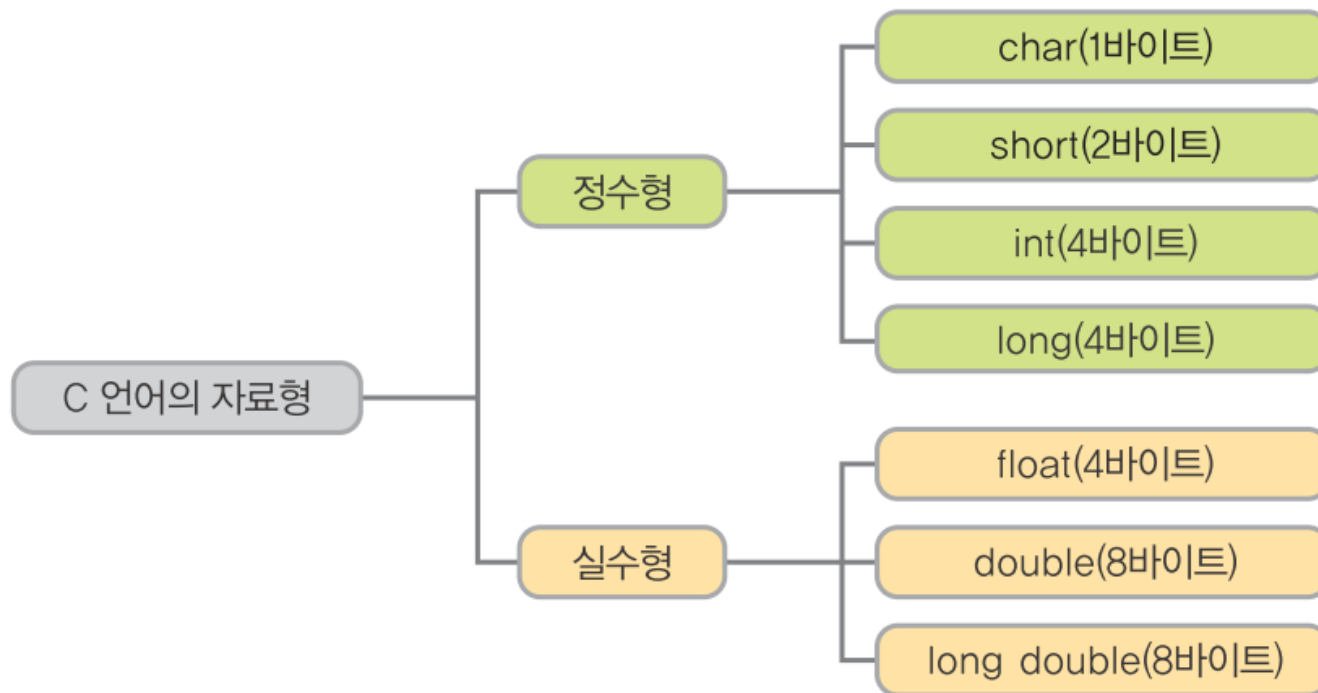 C 언어의 자료형
정수형
char(1바이트)
short(2바이트)
int(4바이트)
long(4바이트)
실수형
float(4바이트)
double(8바이트)
long double(8바이트)